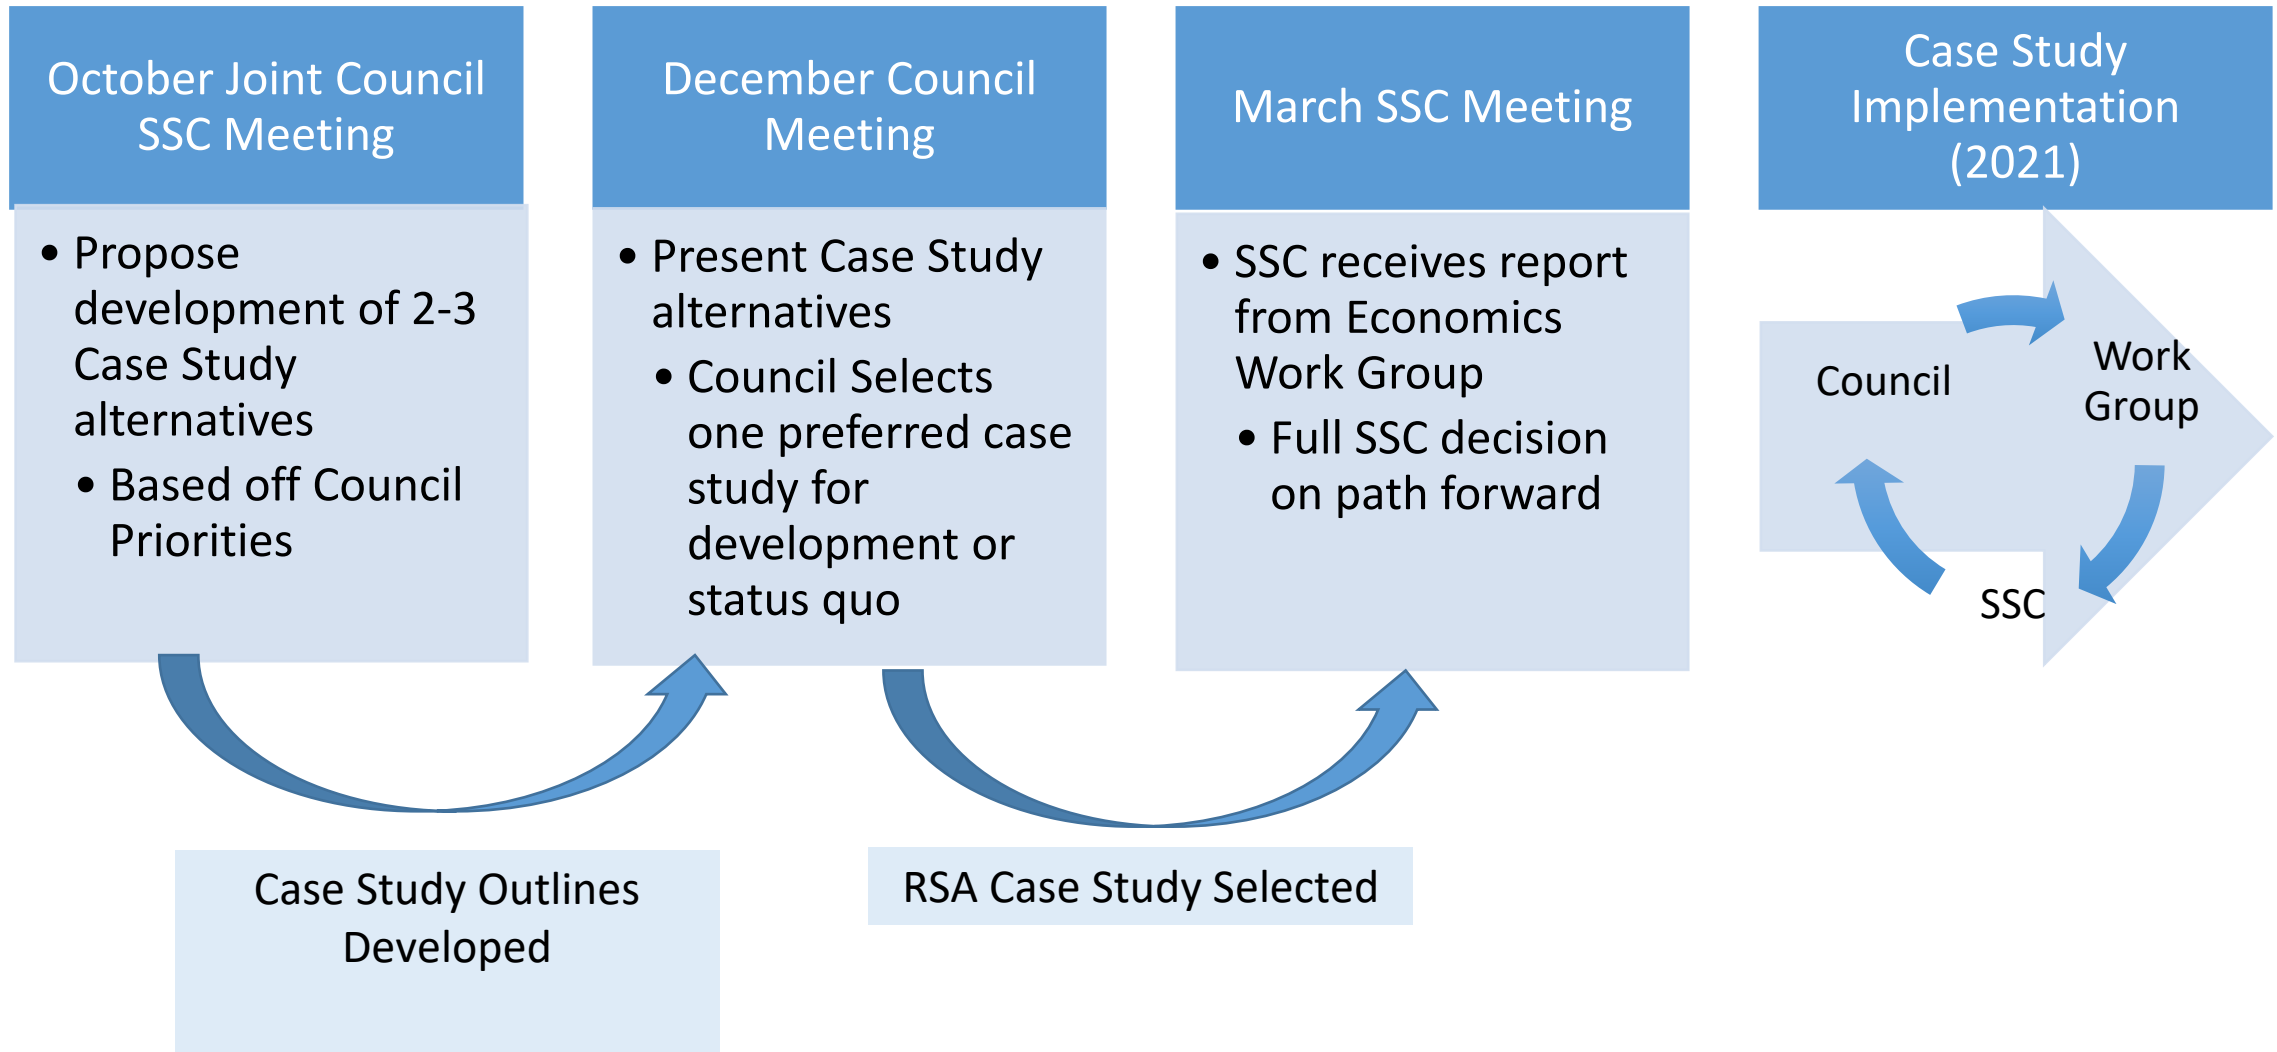 October Joint Council
SSC Meeting
• Propose
development of 2-3
Case Study
alternatives
• Based off Council
Priorities
December Council
Meeting
• Present Case Study
alternatives
• Council Selects
one preferred case
study for
development or
status quo
March SSC Meeting
• SSC receives report
from Economics
Work Group
• Full SSC decision
on path forward
Case Study
Implementation
(2021)
Council
Work
Group
SSC
Case Study Outlines
Developed
RSA Case Study Selected